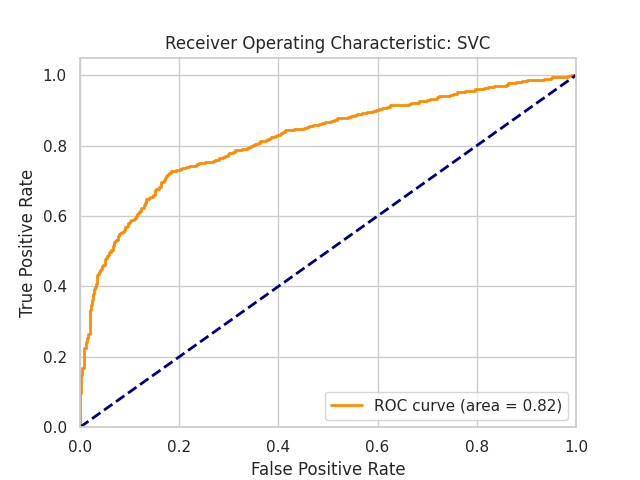 Receiver Operating Characteristic: SVC
1.0
0.8
0.6
0.4
0.2
0.0
True Positive Rate
ROC curve (area = 0.82)
0.0 0.2 0.4 0.6 0.8 1.0
False Positive Rate